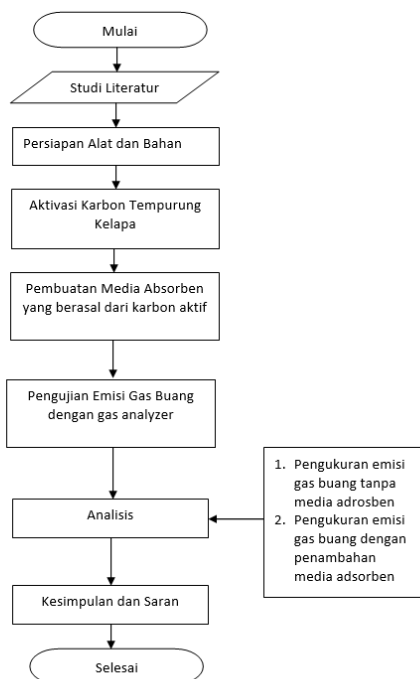 Mulai
Studi Literatur
Persiapan Alat dan Bahan
Aktivasi Karbon Tempurung
Kelapa
Pembuatan Media Absorben
yang berasal dari karbon aktif
Pengujian Emisi Gas Buang
dengan gas analyzer
1. Pengukuran emisi
gas buang tanpa
media adrosben
2. Pengukuran emisi
gas buang dengan
penambahan
media adsorben
Analisis
Kesimpulan dan Saran
Selesai